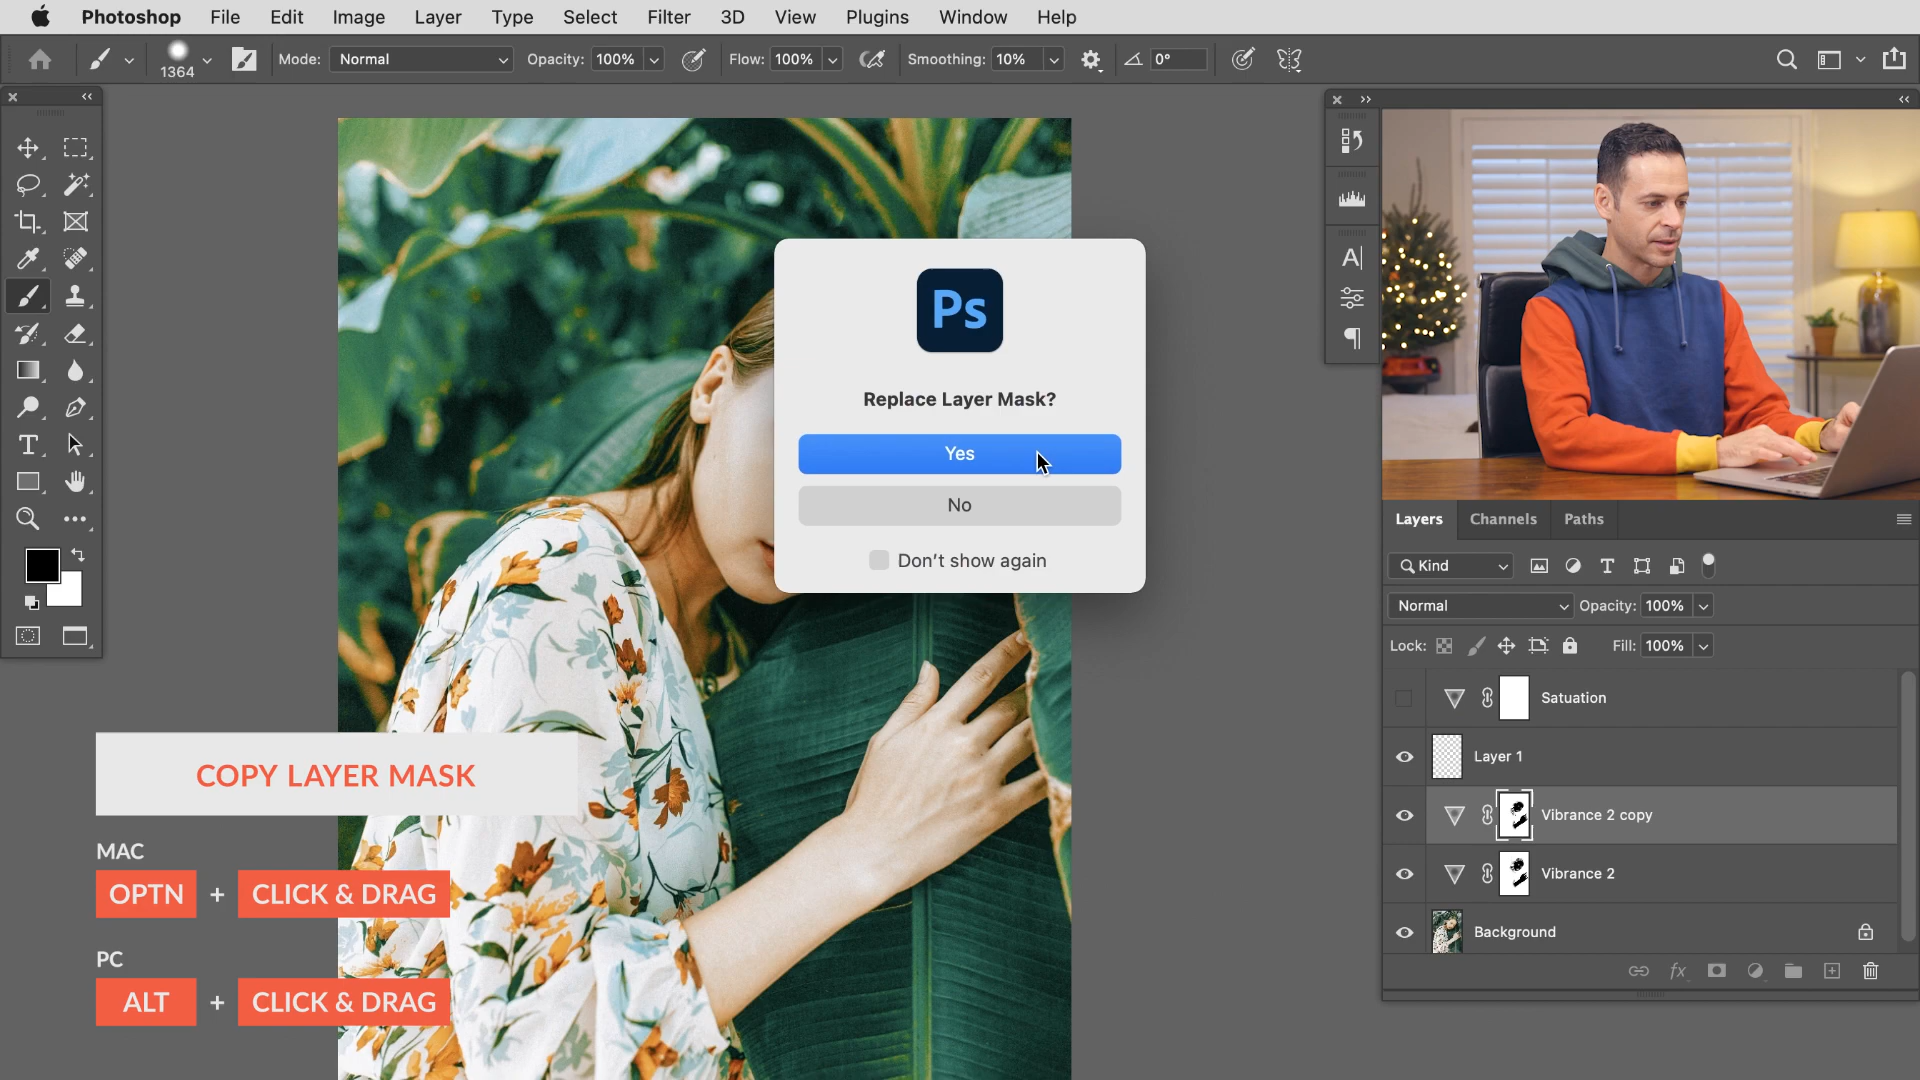 Photoshop File Edit Image Layer Type Select Filter 3D View Plugins Window Help
1364 Mode: Normal Opacity: 100% Flow: 100% Smoothing: 10% 0°
Ps
Replace Layer Mask?
Yes
No
Don't show again
Layers Channels Paths
Kind
Normal Opacity: 100%
Lock: Fill: 100%
Satuation
Layer 1
Vibrance 2 copy
Vibrance 2
Background
fx
COPY LAYER MASK
MAC
OPTN + CLICK & DRAG
PC
ALT + CLICK & DRAG